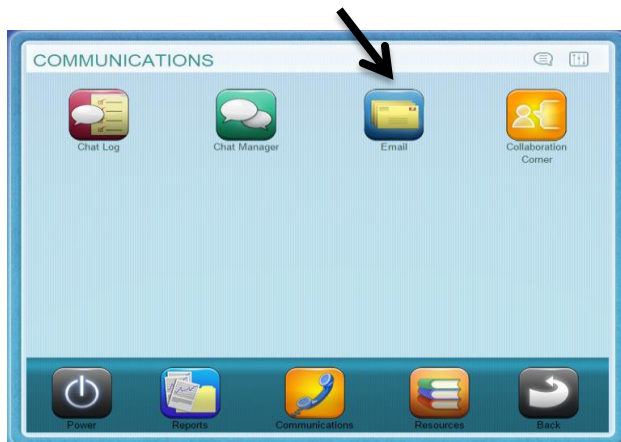 COMMUNICATIONS
Chat Log
Chat Manager
Email
Collaboration
Corner
Power
Reports
Communications
Resources
Back